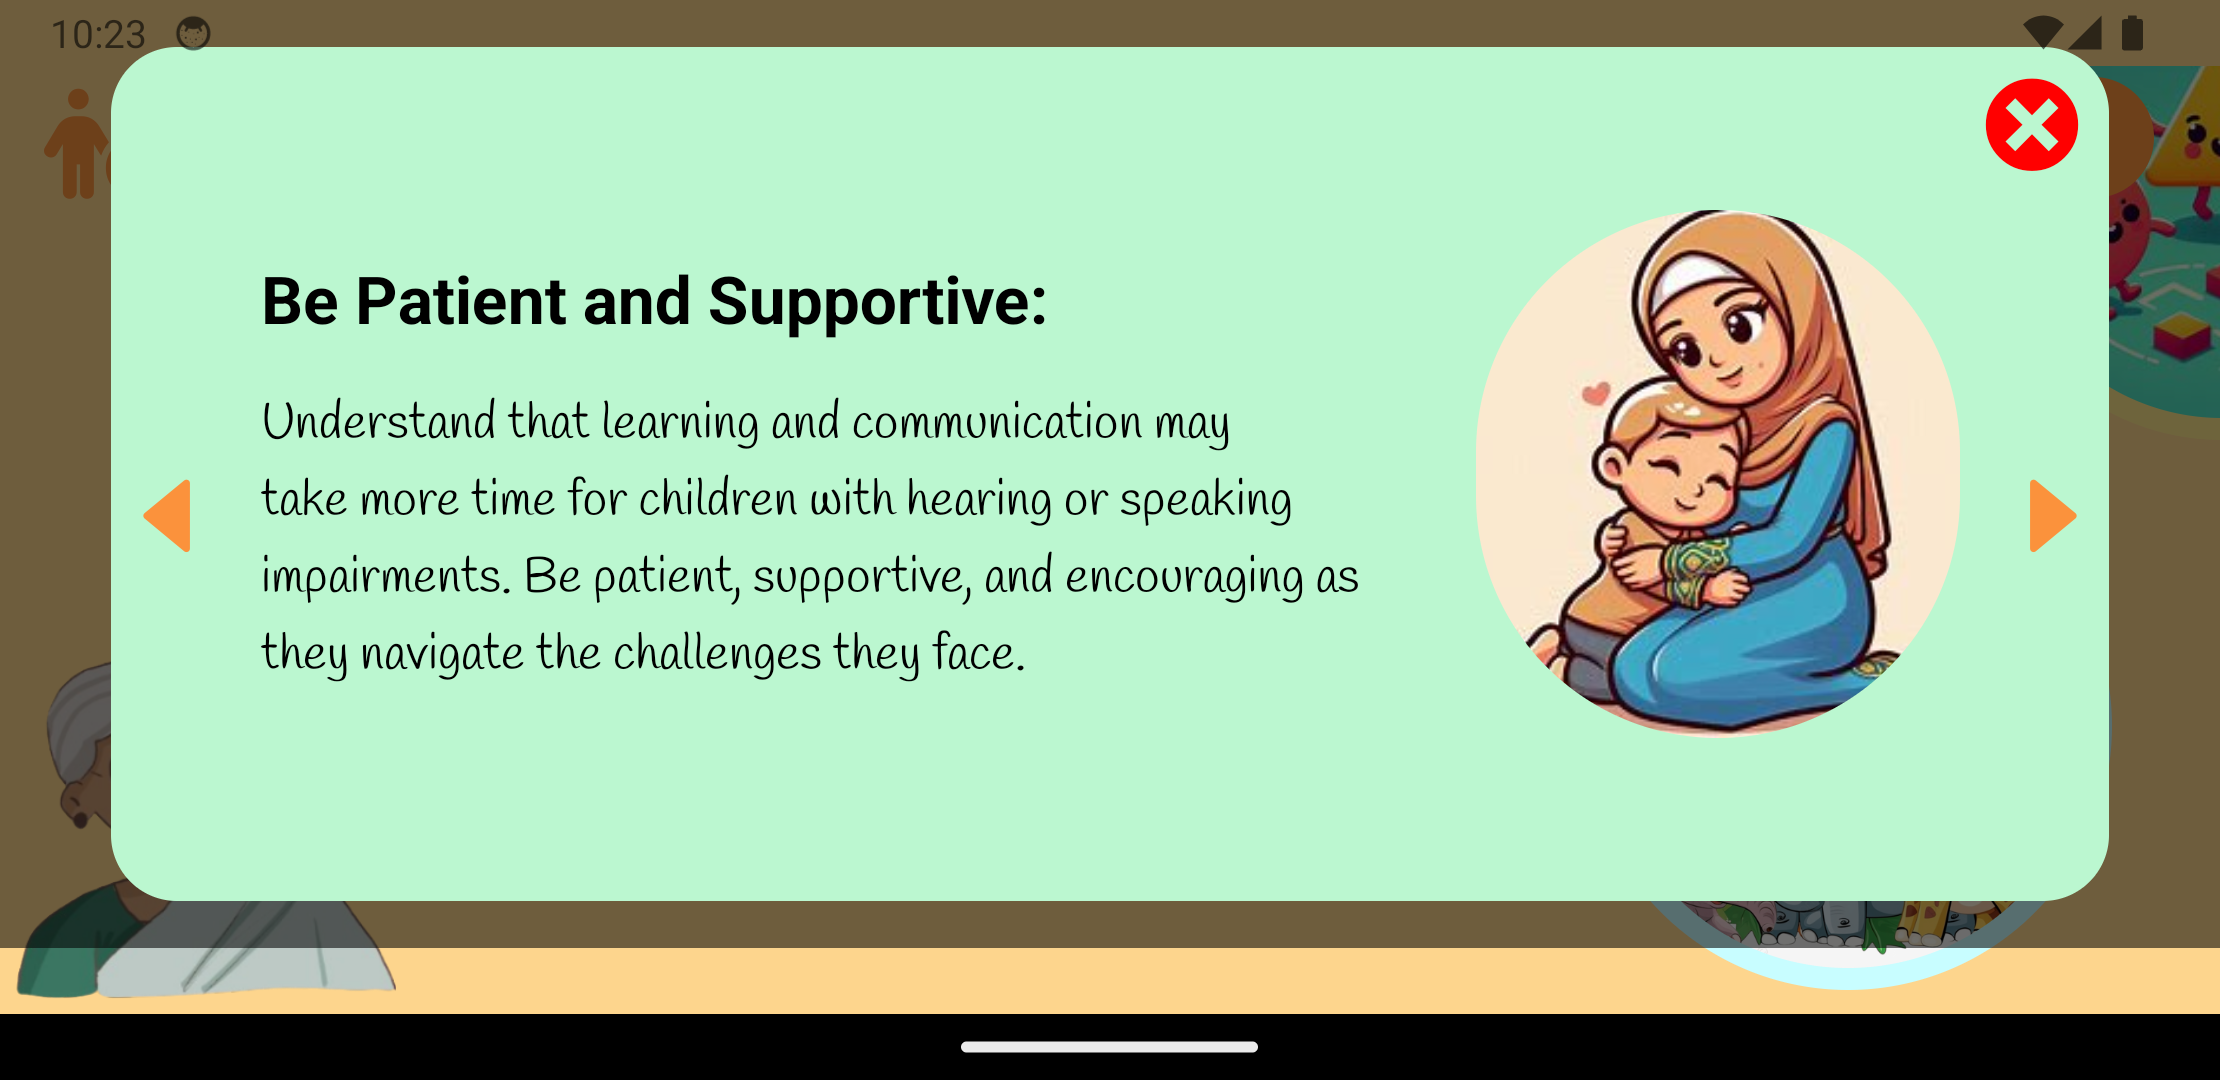 10:23
Be Patient and Supportive:
Understand that learning and communication may
take more time for children with hearing or speaking
impairments. Be patient, supportive, and encouraging as
they navigate the challenges they face.